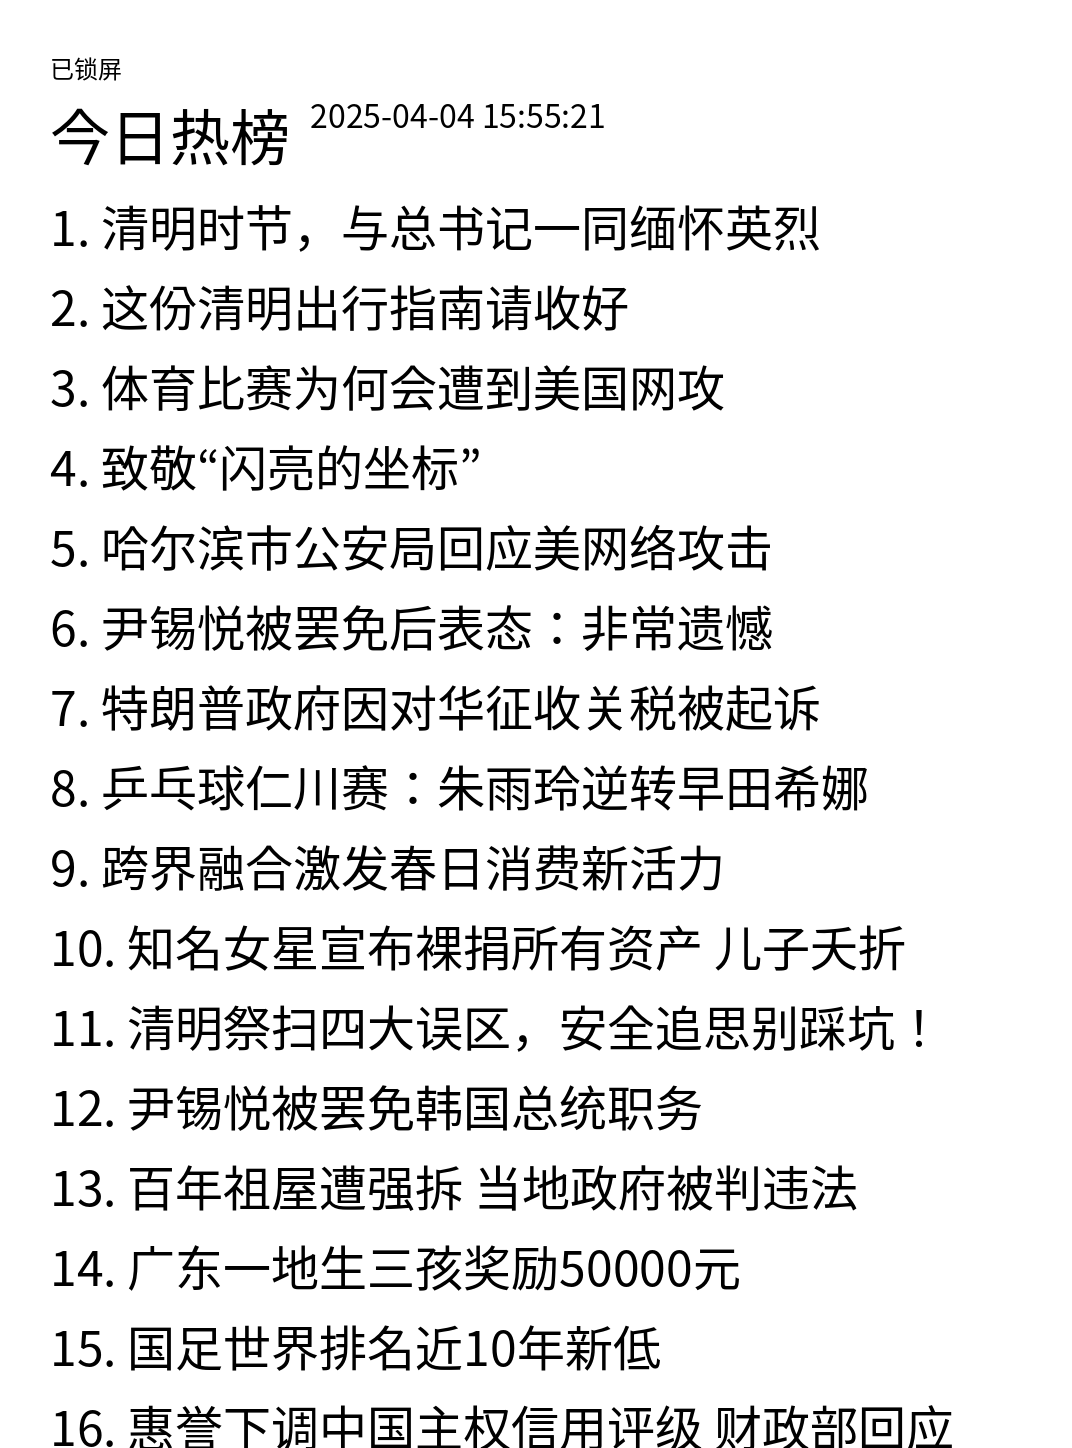 已锁屏
今日热榜 2025-04-04 15:55:21
1. 清明时节，与总书记一同缅怀英烈
2. 这份清明出行指南请收好
3. 体育比赛为何会遭到美国网攻
4. 致敬“闪亮的坐标”
5. 哈尔滨市公安局回应美网络攻击
6. 尹锡悦被罢免后表态：非常遗憾
7. 特朗普政府因对华征收关税被起诉
8. 乒乓球仁川赛：朱雨玲逆转早田希娜
9. 跨界融合激发春日消费新活力
10. 知名女星宣布裸捐所有资产 儿子夭折
11. 清明祭扫四大误区，安全追思别踩坑！
12. 尹锡悦被罢免韩国总统职务
13. 百年祖屋遭强拆 当地政府被判违法
14. 广东一地生三孩奖励50000元
15. 国足世界排名近10年新低
16. 惠誉下调中国主权信用评级 财政部回应